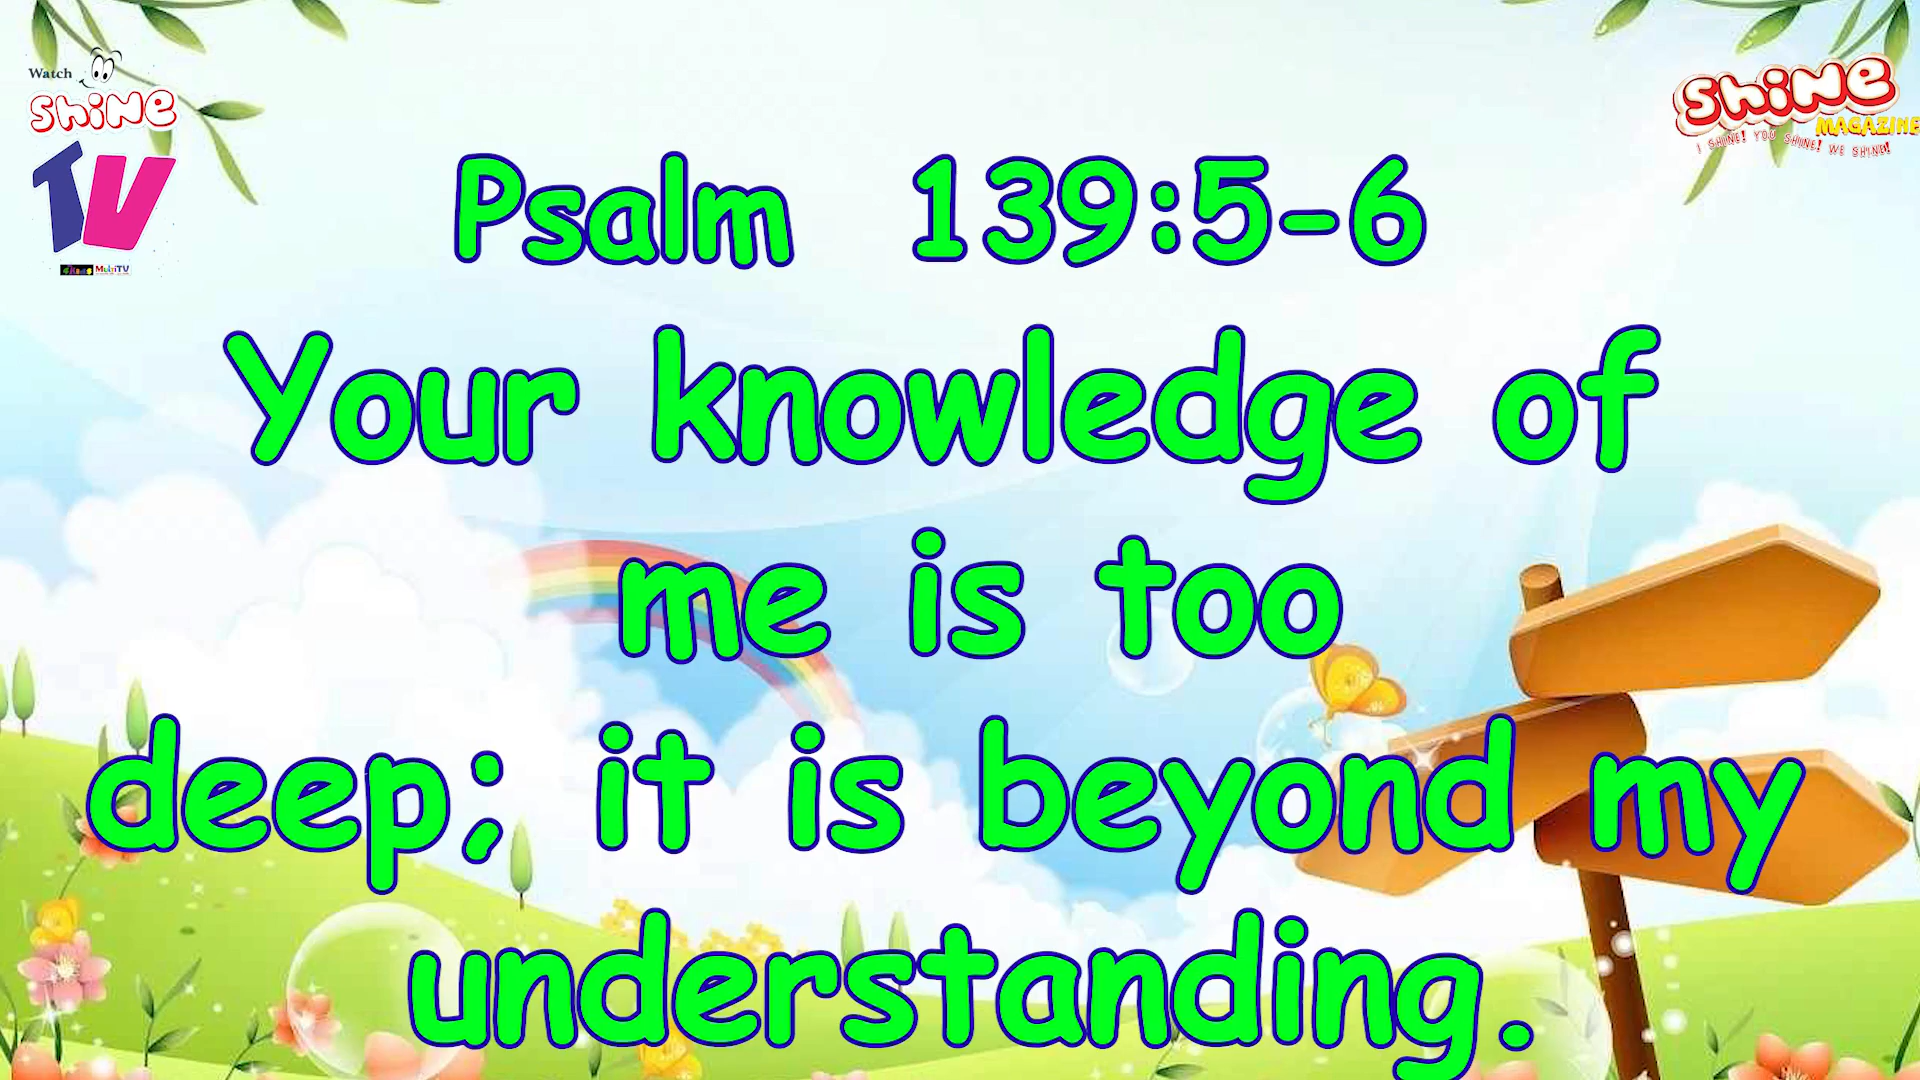 Watch
ShiNe
TV
ShiNe
MAGAZINE
I SHINE! YOU SHINE! WE SHINE!
Psalm 139:5-6
Your knowledge of
me is too
deep; it is beyond my
understanding.